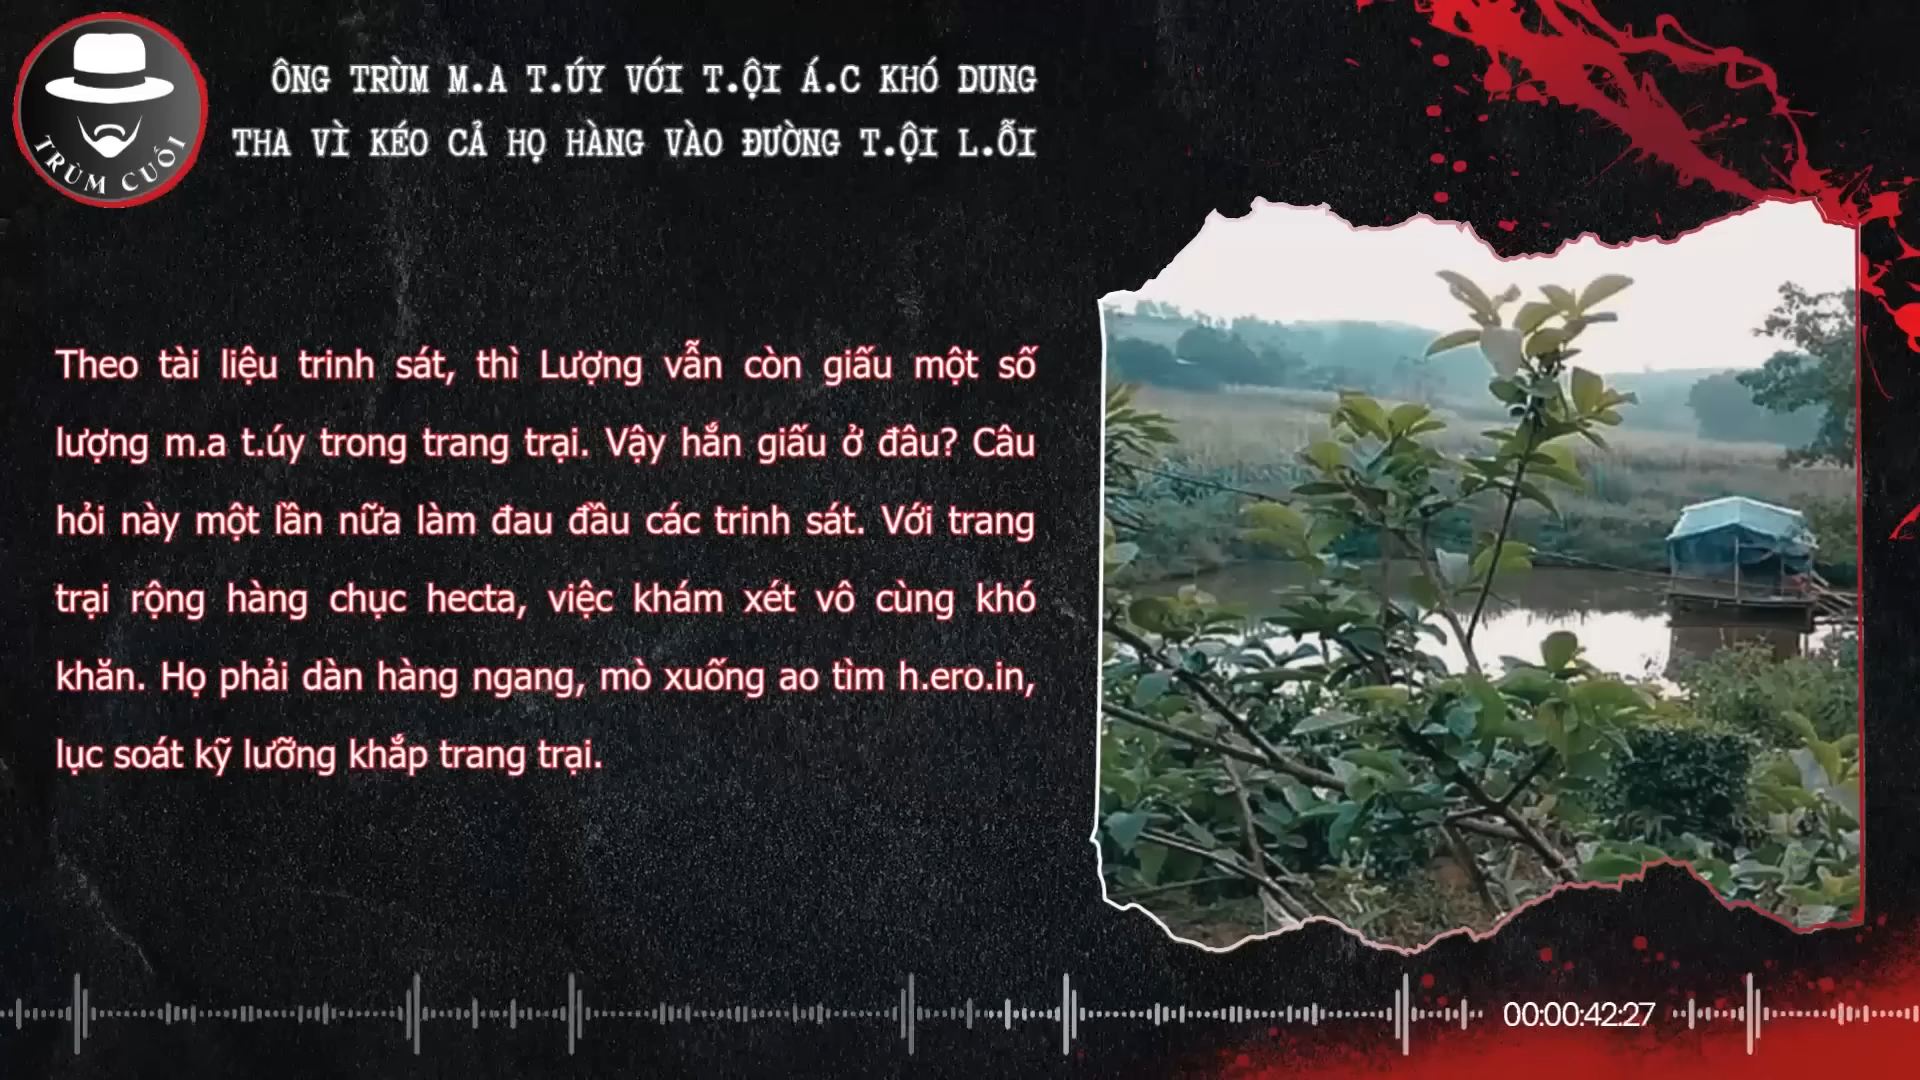 TRÙM CUỐI
ÔNG TRÙM M.A T.ÚY VỚI T.ỘI Á.C KHÓ DUNG
THA VÌ KÉO CẢ HỌ HÀNG VÀO ĐƯỜNG T.ỘI L.ỖI
Theo tài liệu trinh sát, thì Lượng vẫn còn giấu một số
lượng m.a t.úy trong trang trại. Vậy hắn giấu ở đâu? Câu
hỏi này một lần nữa làm đau đầu các trinh sát. Với trang
trại rộng hàng chục hecta, việc khám xét vô cùng khó
khăn. Họ phải dàn hàng ngang, mò xuống ao tìm h.ero.in,
lục soát kỹ lưỡng khắp trang trại.
00:00:42:27